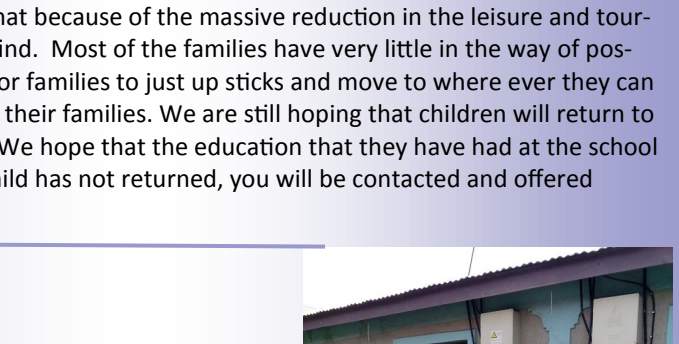 hat because of the massive reduction in the leisure and tour-
ind.  Most of the families have very little in the way of pos-
or families to just up sticks and move to where ever they can
their families. We are still hoping that children will return to
We hope that the education that they have had at the school
ild has not returned, you will be contacted and offered